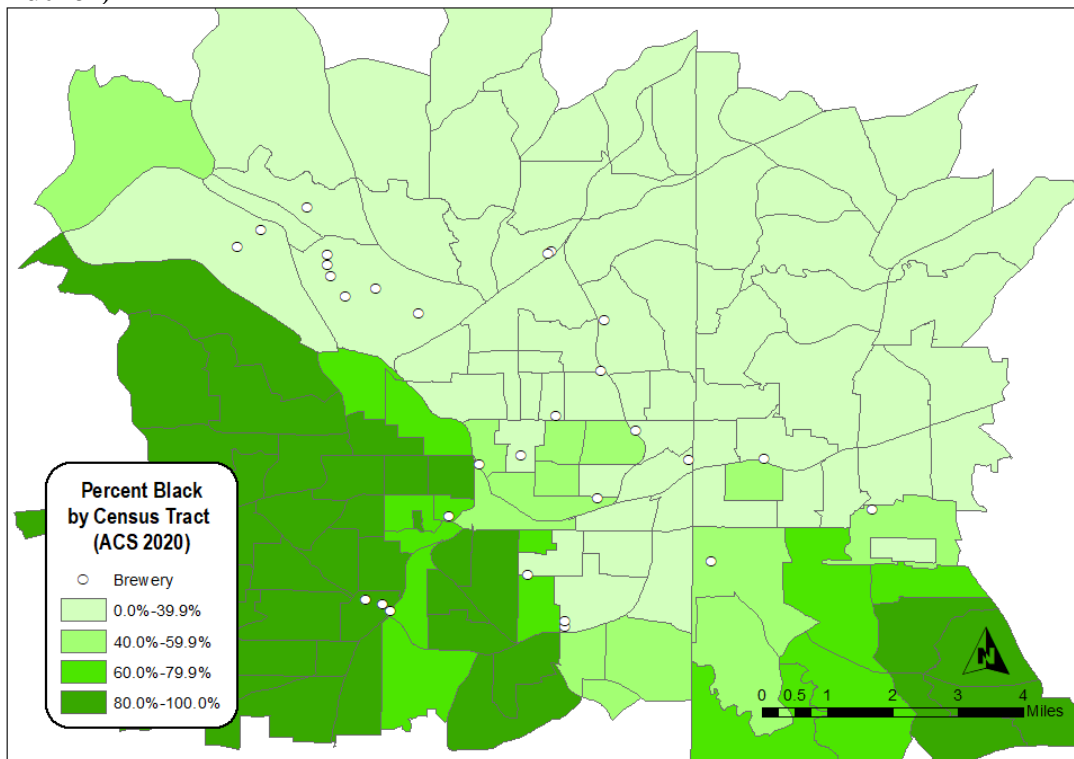 Percent Black
by Census Tract
(ACS 2020)
Brewery
0.0%-39.9%
40.0%-59.9%
60.0%-79.9%
80.0%-100.0%
N
0 0.5 1 2 3 4
Miles